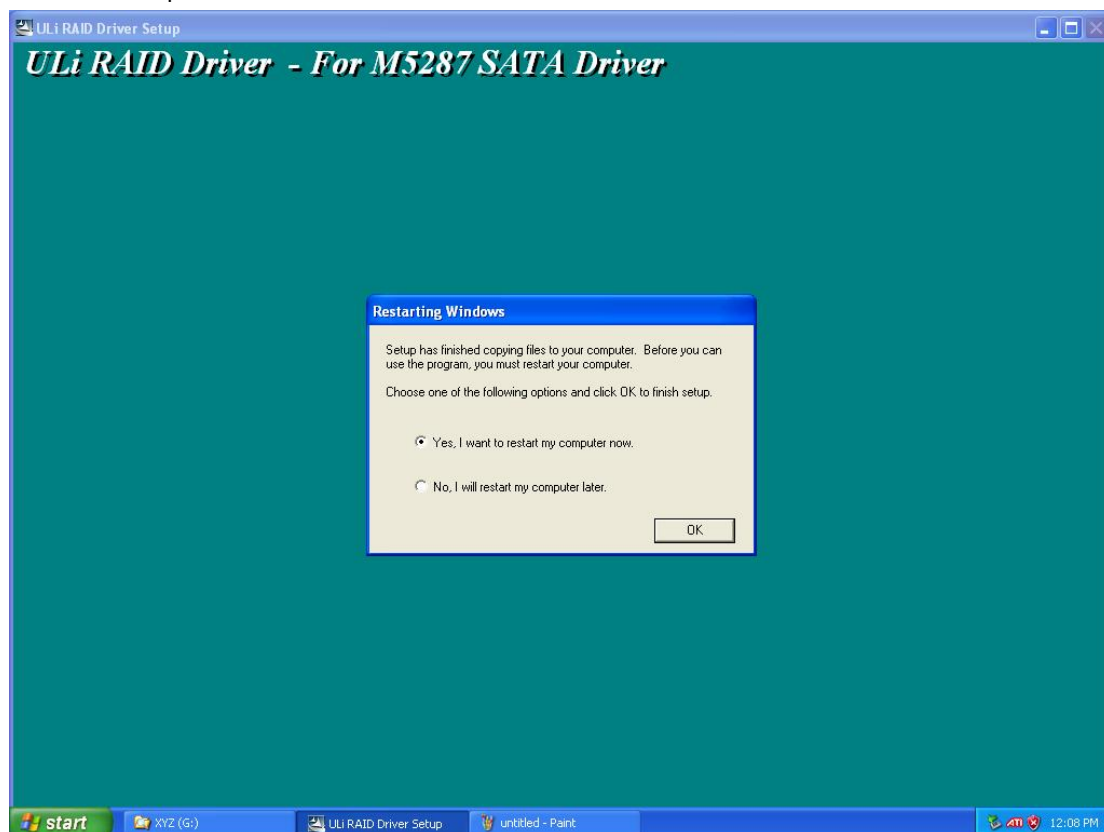 ULi RAID Driver Setup
ULi RAID Driver - For M5287 SATA Driver
Restarting Windows
Setup has finished copying files to your computer. Before you can
use the program, you must restart your computer.
Choose one of the following options and click OK to finish setup.
Yes, I want to restart my computer now.
No, I will restart my computer later.
OK
start
XYZ (G:)
ULi RAID Driver Setup
untitled - Paint
12:08 PM